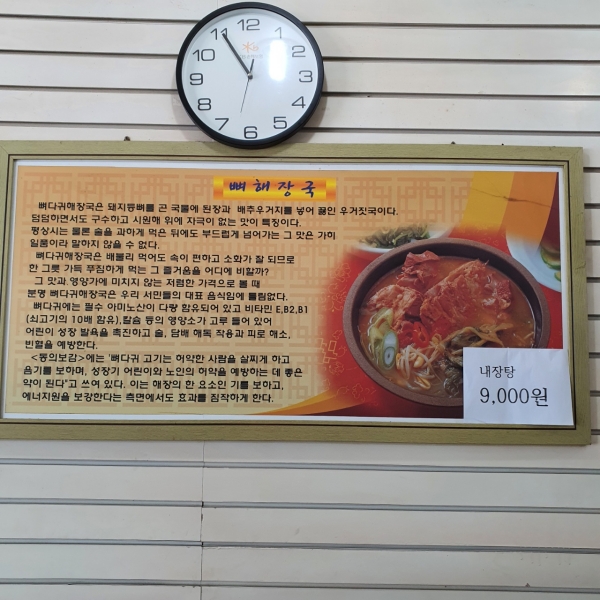 12
11
1
10
2
9
3
8
4
7
5
6
뼈해장국
뼈다귀해장국은 돼지등뼈를 곤 국물에 된장과 배추우거지를 넣어 끓인 우거짓국이다.
덤덤하면서도 구수하고 시원해 위에 자극이 없는 맛이 특징이다.
평상시는 물론 술을 과하게 먹은 뒤에도 부드럽게 넘어가는 그 맛은 가히
일품이라 말하지 않을 수 없다.
뼈다귀해장국은 배불리 먹어도 속이 편하고 소화가 잘 되므로
한 그릇 가득 푸짐하게 먹는 그 즐거움을 어디에 비할까?
그 맛과 영양가에 미치지 않는 저렴한 가격으로 볼 때
분명 뼈다귀해장국은 우리 서민들의 대표 음식임에 틀림없다.
뼈다귀에는 필수 아미노산이 다량 함유되어 있고 비타민 E,B2,B1
(쇠고기의 10배 함유),칼슘 등의 영양소가 고루 들어 있어
어린이 성장 발육을 촉진하고 술, 담배 해독 작용과 피로 해소,
빈혈을 예방한다.
<동의보감>에는 '뼈다귀 고기는 허약한 사람을 살찌게 하고
음기를 보하며, 성장기 어린이와 노인의 허약을 예방하는 데 좋은
약이 된다"고 쓰여 있다. 이는 해장의 한 요소인 기를 보하고,
에너지원을 보강한다는 측면에서도 효과를 짐작하게 한다.
내장탕
9,000원